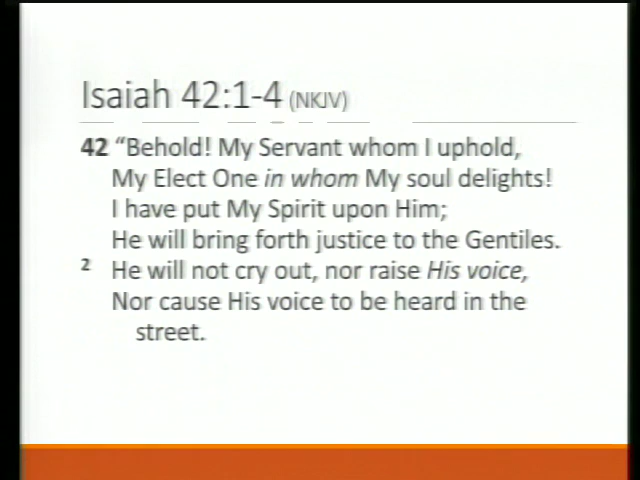 Isaiah 42:1-4 (NKJV)
42 “Behold! My Servant whom I uphold,
My Elect One in whom My soul delights!
I have put My Spirit upon Him;
He will bring forth justice to the Gentiles.
2 He will not cry out, nor raise His voice,
Nor cause His voice to be heard in the
street.